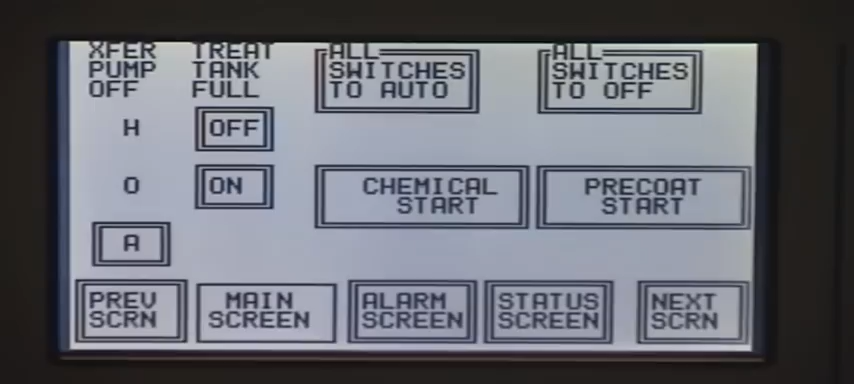 XFER TREAT ALL ALL
PUMP TANK SWITCHES SWITCHES
OFF FULL TO AUTO TO OFF
H OFF
O ON CHEMICAL PRECOAT
START START
A
PREV MAIN ALARM STATUS NEXT
SCRN SCREEN SCREEN SCREEN SCRN